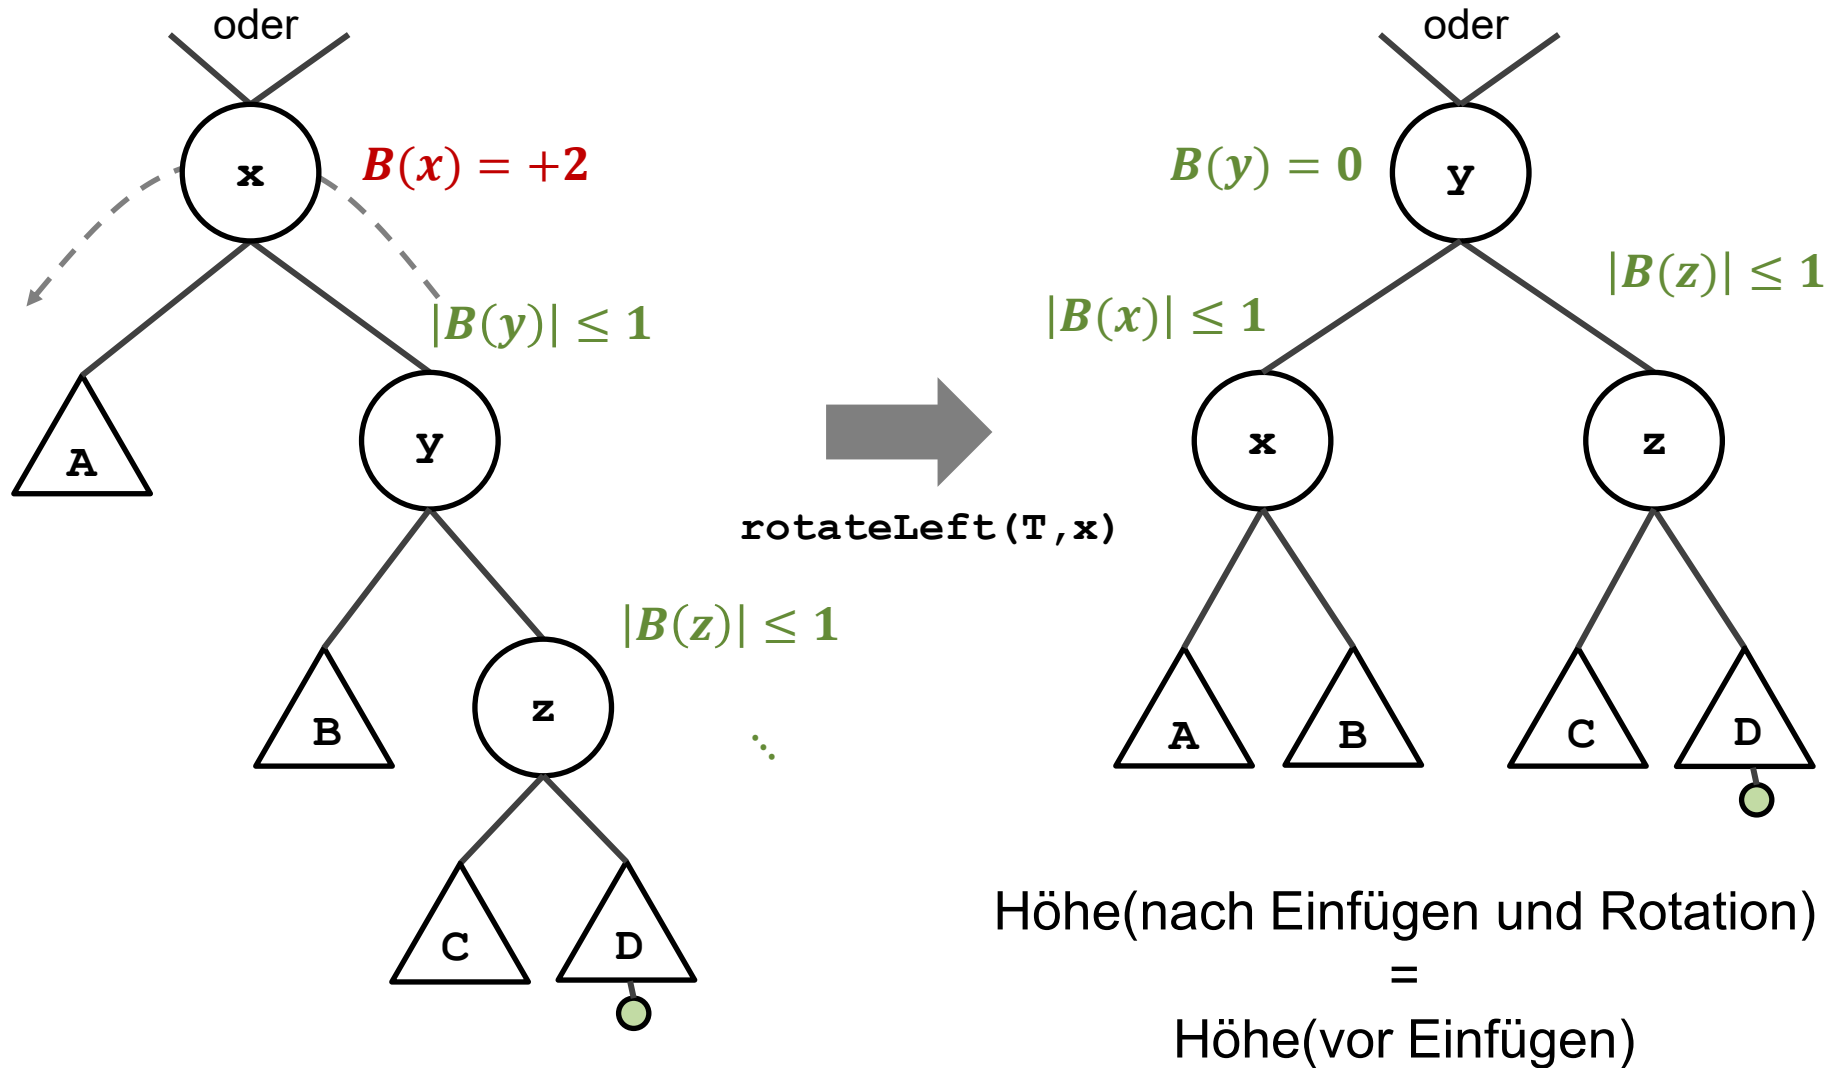 oder
x
B(x) = +2
|B(y)| ≤ 1
A
y
|B(z)| ≤ 1
B
z
C
D
rotateLeft(T,x)
oder
B(y) = 0
y
|B(z)| ≤ 1
|B(x)| ≤ 1
x
z
A
B
C
D
Höhe(nach Einfügen und Rotation)
=
Höhe(vor Einfügen)